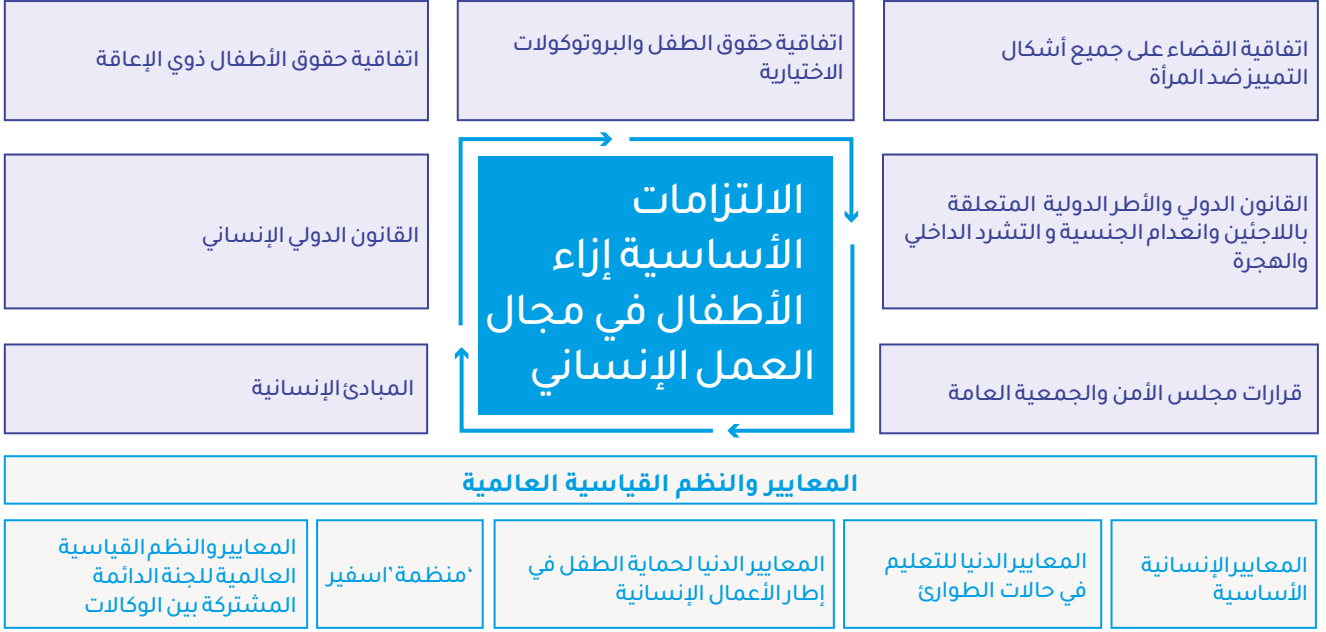 اتفاقية القضاء على جميع أشكال
التمييز ضد المرأة
اتفاقية حقوق الطفل والبروتوكولات
الاختيارية
اتفاقية حقوق الأطفال ذوي الإعاقة
القانون الدولي والأطر الدولية المتعلقة
باللاجئين وانعدام الجنسية و التشرد الداخلي
والهجرة
الالتزامات
الأساسية إزاء
الأطفال في مجال
العمل الإنساني
القانون الدولي الإنساني
قرارات مجلس الأمن والجمعية العامة
المبادئ الإنسانية
المعايير والنظم القياسية العالمية
المعايير الإنسانية
الأساسية
المعايير الدنيا للتعليم
في حالات الطوارئ
المعايير الدنيا لحماية الطفل في
إطار الأعمال الإنسانية
‘منظمة’اسفير
المعايير والنظم القياسية
العالمية للجنة الدائمة
المشتركة بين الوكالات